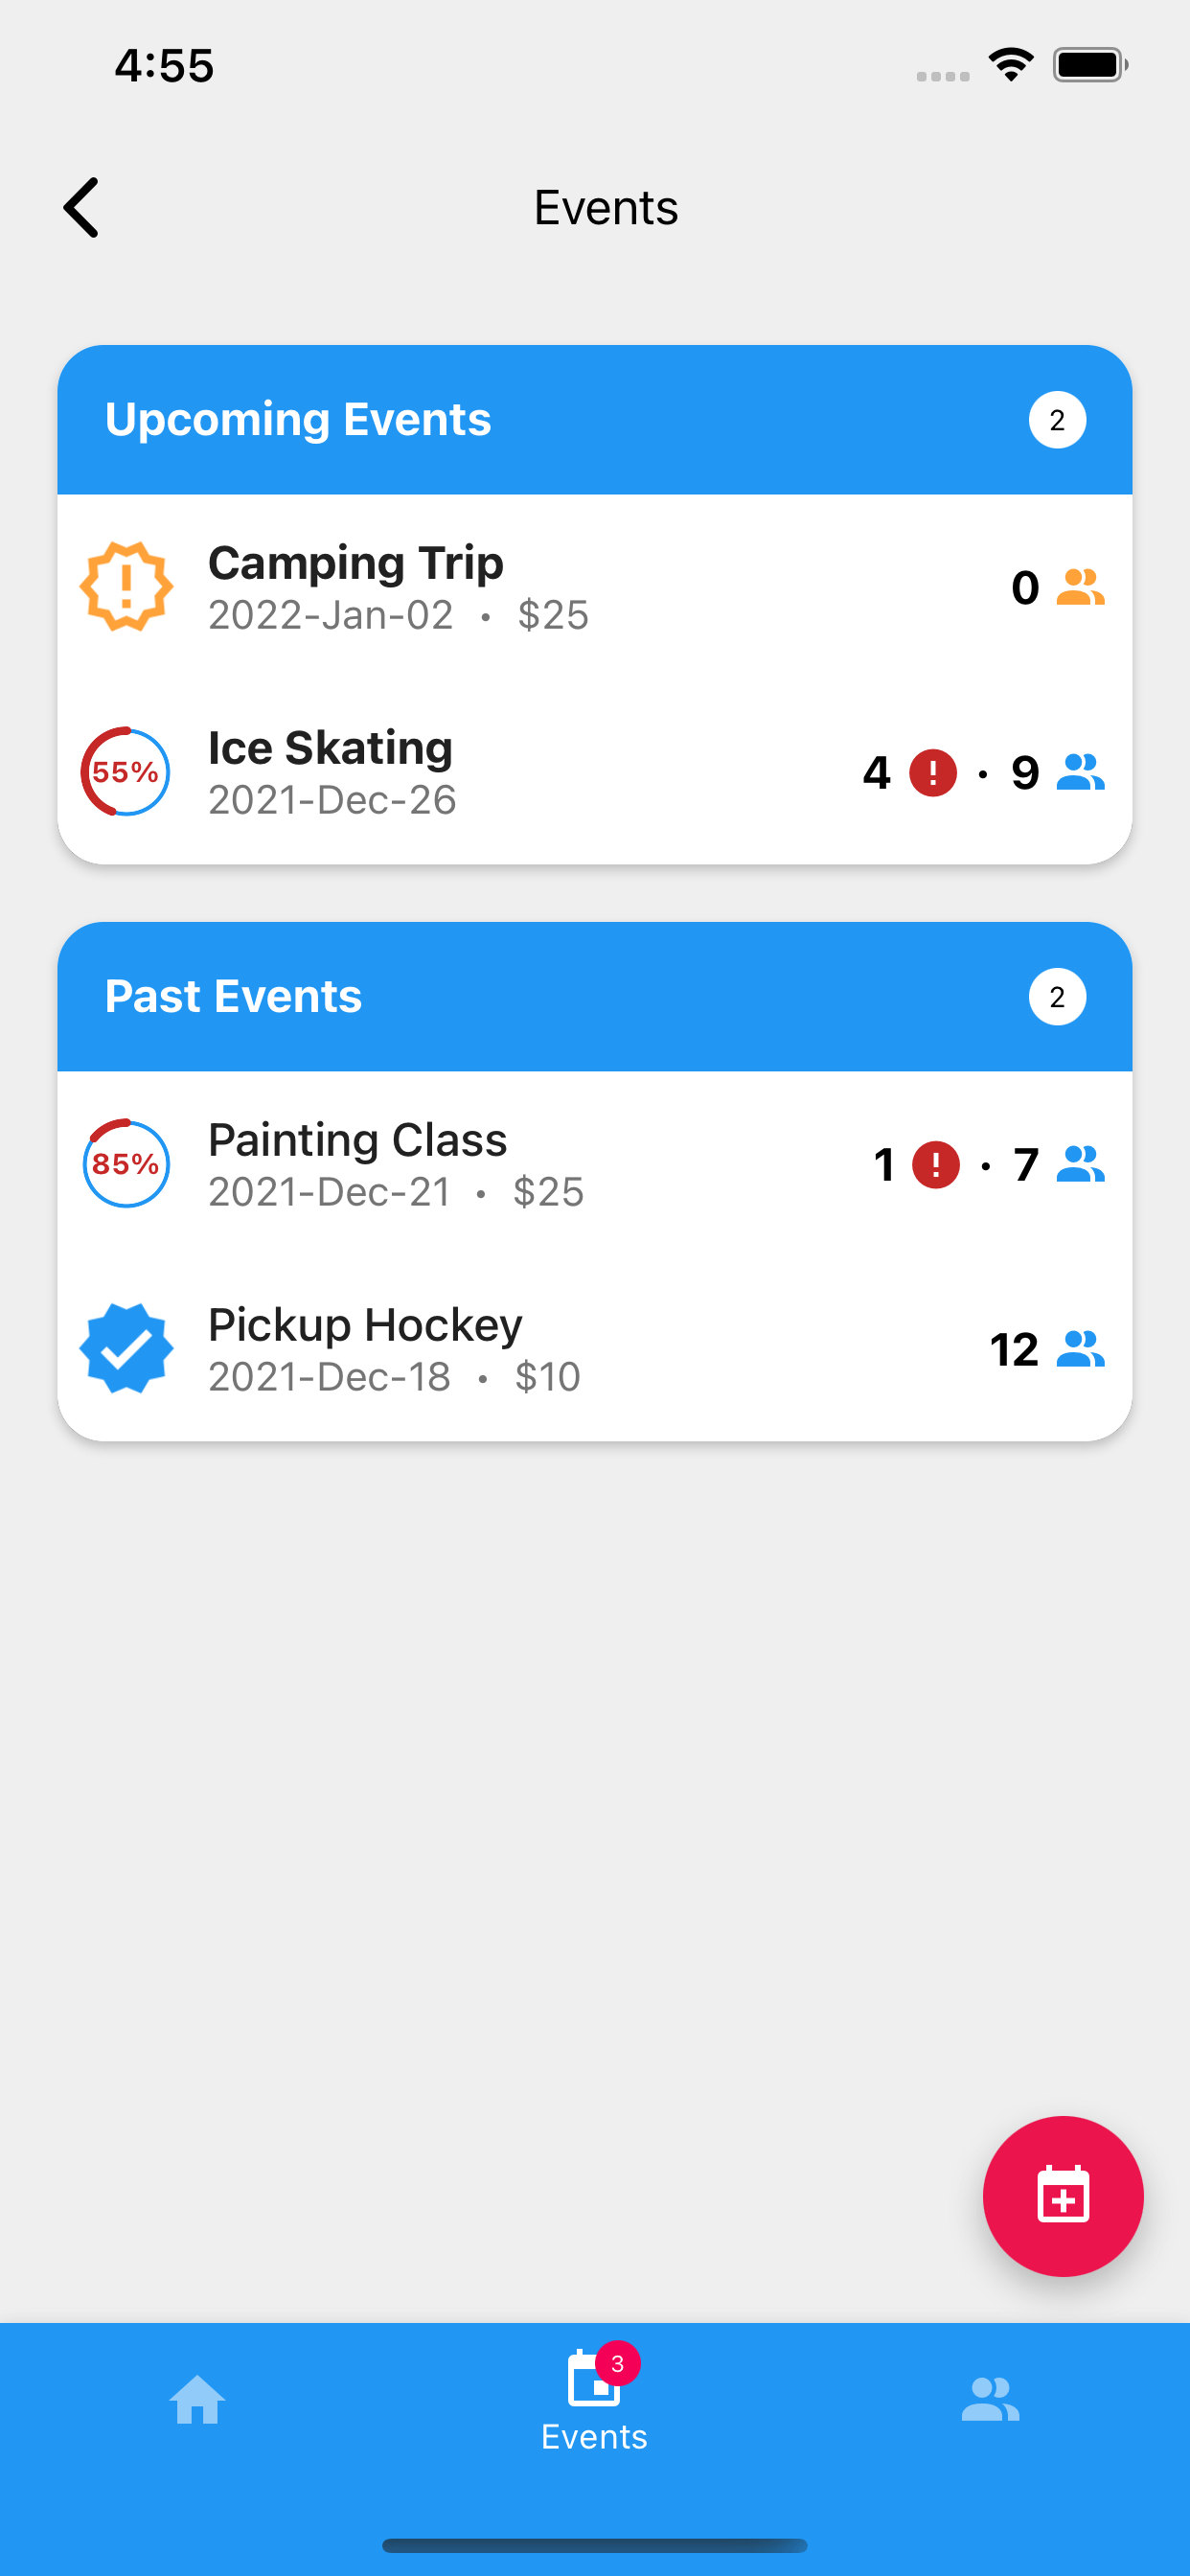 4:55
Events
Upcoming Events 2
Camping Trip
2022-Jan-02 • $25
0
55%
Ice Skating
2021-Dec-26
4 ! · 9
Past Events 2
85%
Painting Class
2021-Dec-21 • $25
1 ! · 7
Pickup Hockey
2021-Dec-18 • $10
12
3
Events